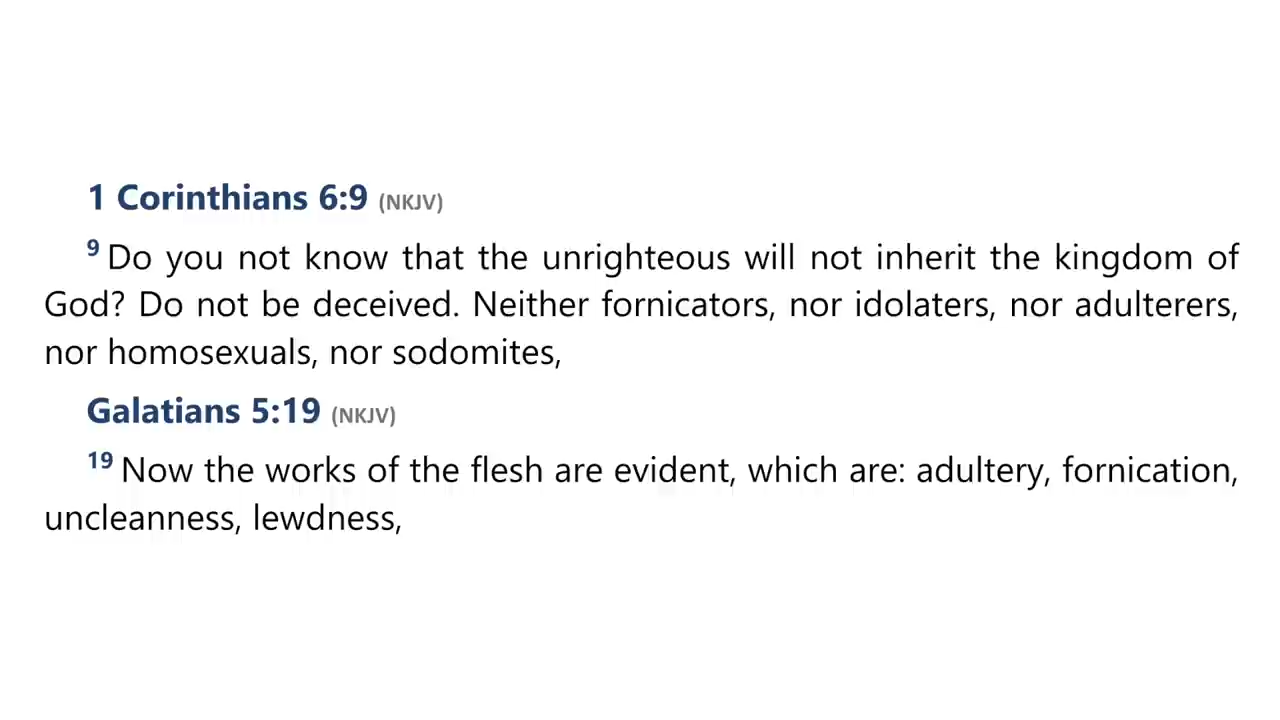 1 Corinthians 6:9 (NKJV)
9 Do you not know that the unrighteous will not inherit the kingdom of
God? Do not be deceived. Neither fornicators, nor idolaters, nor adulterers,
nor homosexuals, nor sodomites,
Galatians 5:19 (NKJV)
19 Now the works of the flesh are evident, which are: adultery, fornication,
uncleanness, lewdness,